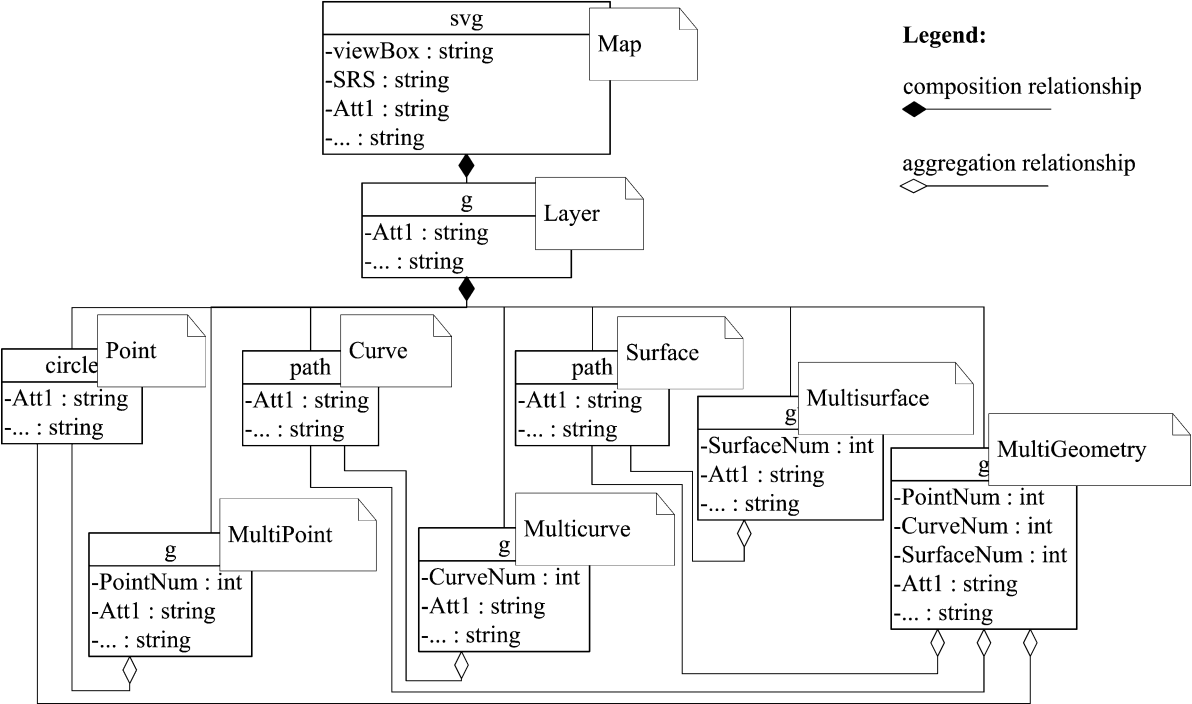 svg
Map
-viewBox : string
-SRS : string
-Att1 : string
-... : string
Legend:
composition relationship
aggregation relationship
g
Layer
-Att1 : string
-... : string
circle
Point
-Att1 : string
-... : string
path
Curve
-Att1 : string
-... : string
path
Surface
-Att1 : string
-... : string
g
Multisurface
-SurfaceNum : int
-Att1 : string
-... : string
g
MultiGeometry
-PointNum : int
-CurveNum : int
-SurfaceNum : int
-Att1 : string
-... : string
g
MultiPoint
-PointNum : int
-Att1 : string
-... : string
g
Multicurve
-CurveNum : int
-Att1 : string
-... : string